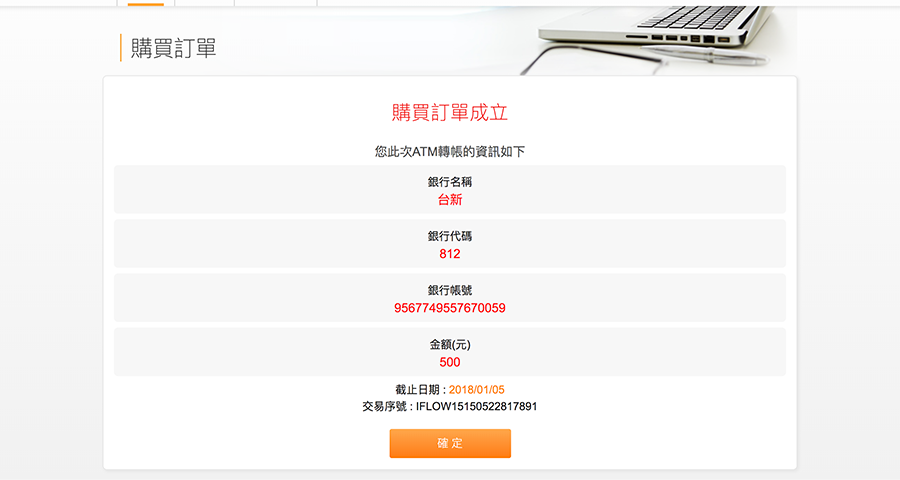 購買訂單
購買訂單成立
您此次ATM轉帳的資訊如下
銀行名稱
台新
銀行代碼
812
銀行帳號
9567749557670059
金額(元)
500
截止日期 : 2018/01/05
交易序號 : IFLOW15150522817891
確 定